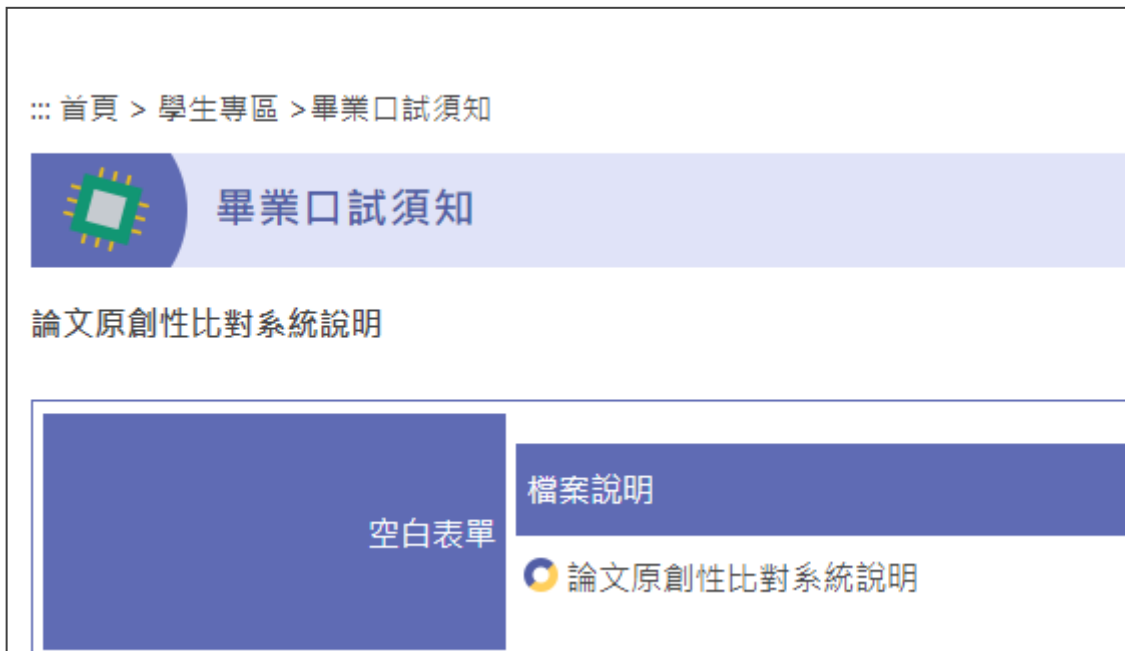 ::: 首頁 > 學生專區 >畢業口試須知
畢業口試須知
論文原創性比對系統說明
空白表單
檔案說明
論文原創性比對系統說明